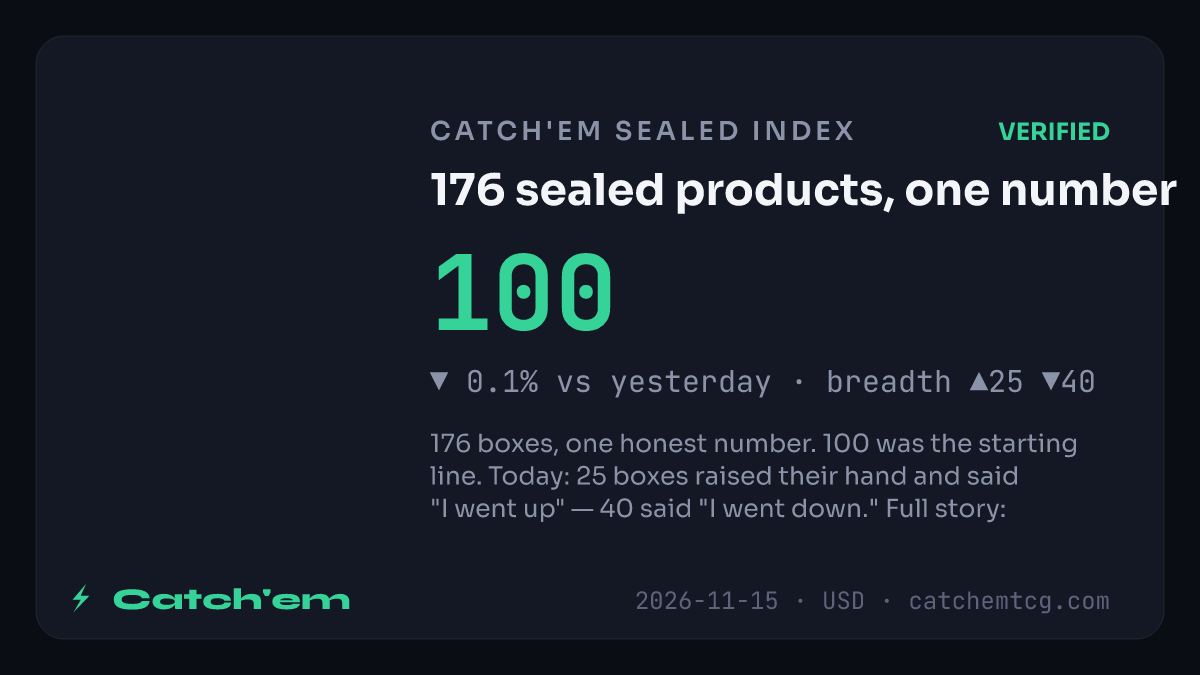 CATCH'EM SEALED INDEX VERIFIED
176 sealed products, one number
100
▼ 0.1% vs yesterday · breadth ▲25 ▼40
176 boxes, one honest number. 100 was the starting
line. Today: 25 boxes raised their hand and said
"I went up" — 40 said "I went down." Full story:
Catch'em 2026-11-15 · USD · catchemtcg.com